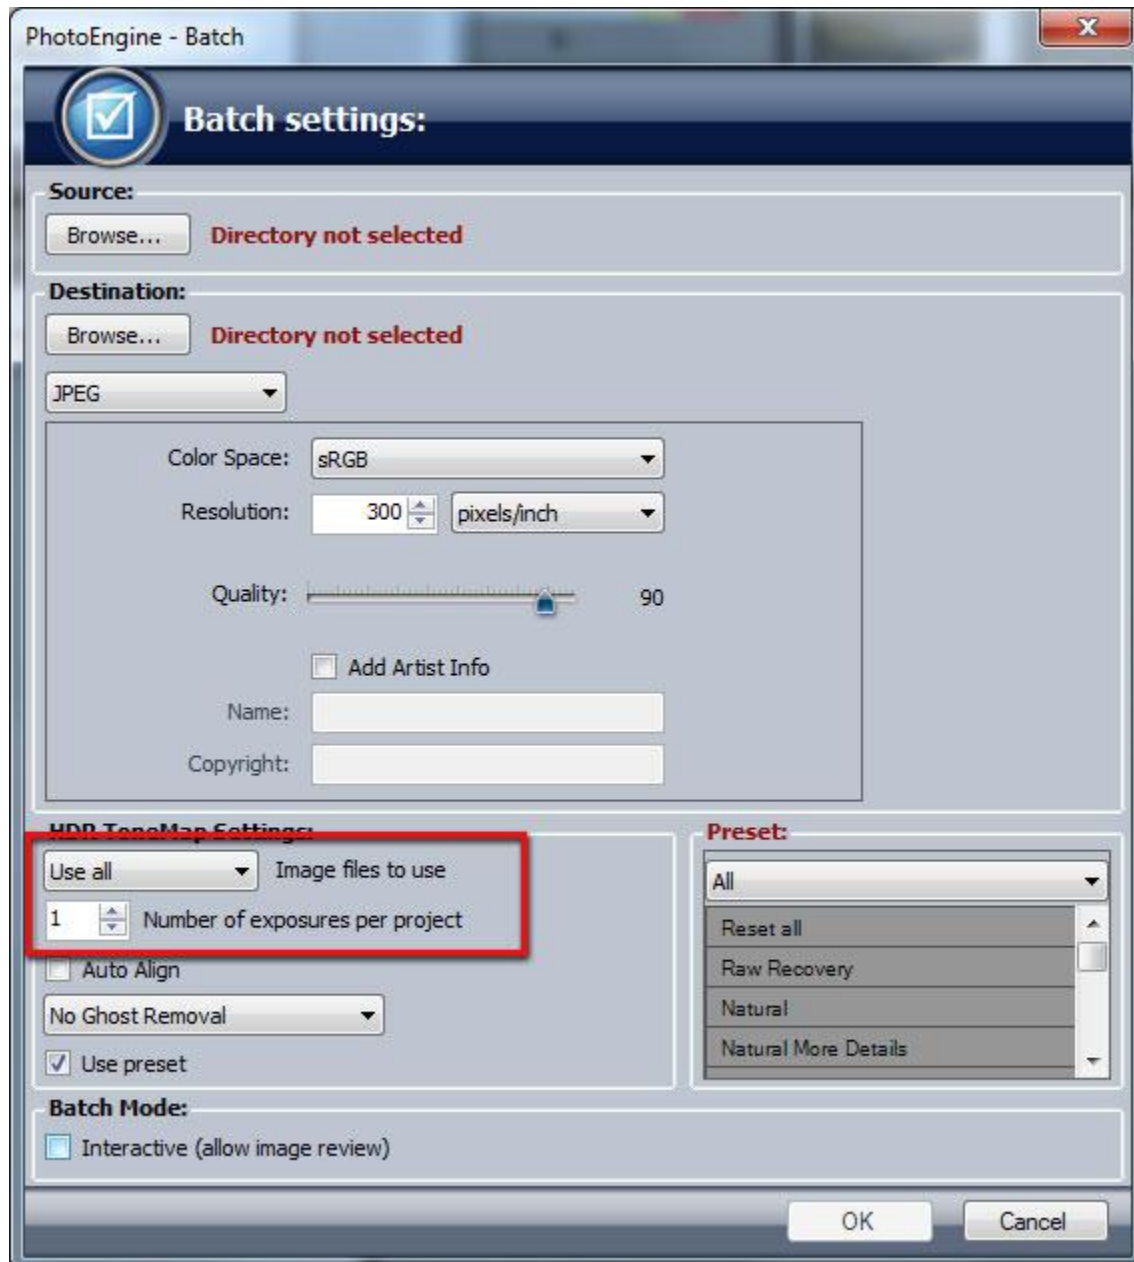 PhotoEngine - Batch
Batch settings:
Source:
Browse... Directory not selected
Destination:
Browse... Directory not selected
JPEG
Color Space: sRGB
Resolution: 300 pixels/inch
Quality: 90
Add Artist Info
Name:
Copyright:
HDR ToneMap Settings:
Use all Image files to use
1 Number of exposures per project
Auto Align
No Ghost Removal
Use preset
Preset:
All
Reset all
Raw Recovery
Natural
Natural More Details
Batch Mode:
Interactive (allow image review)
OK Cancel